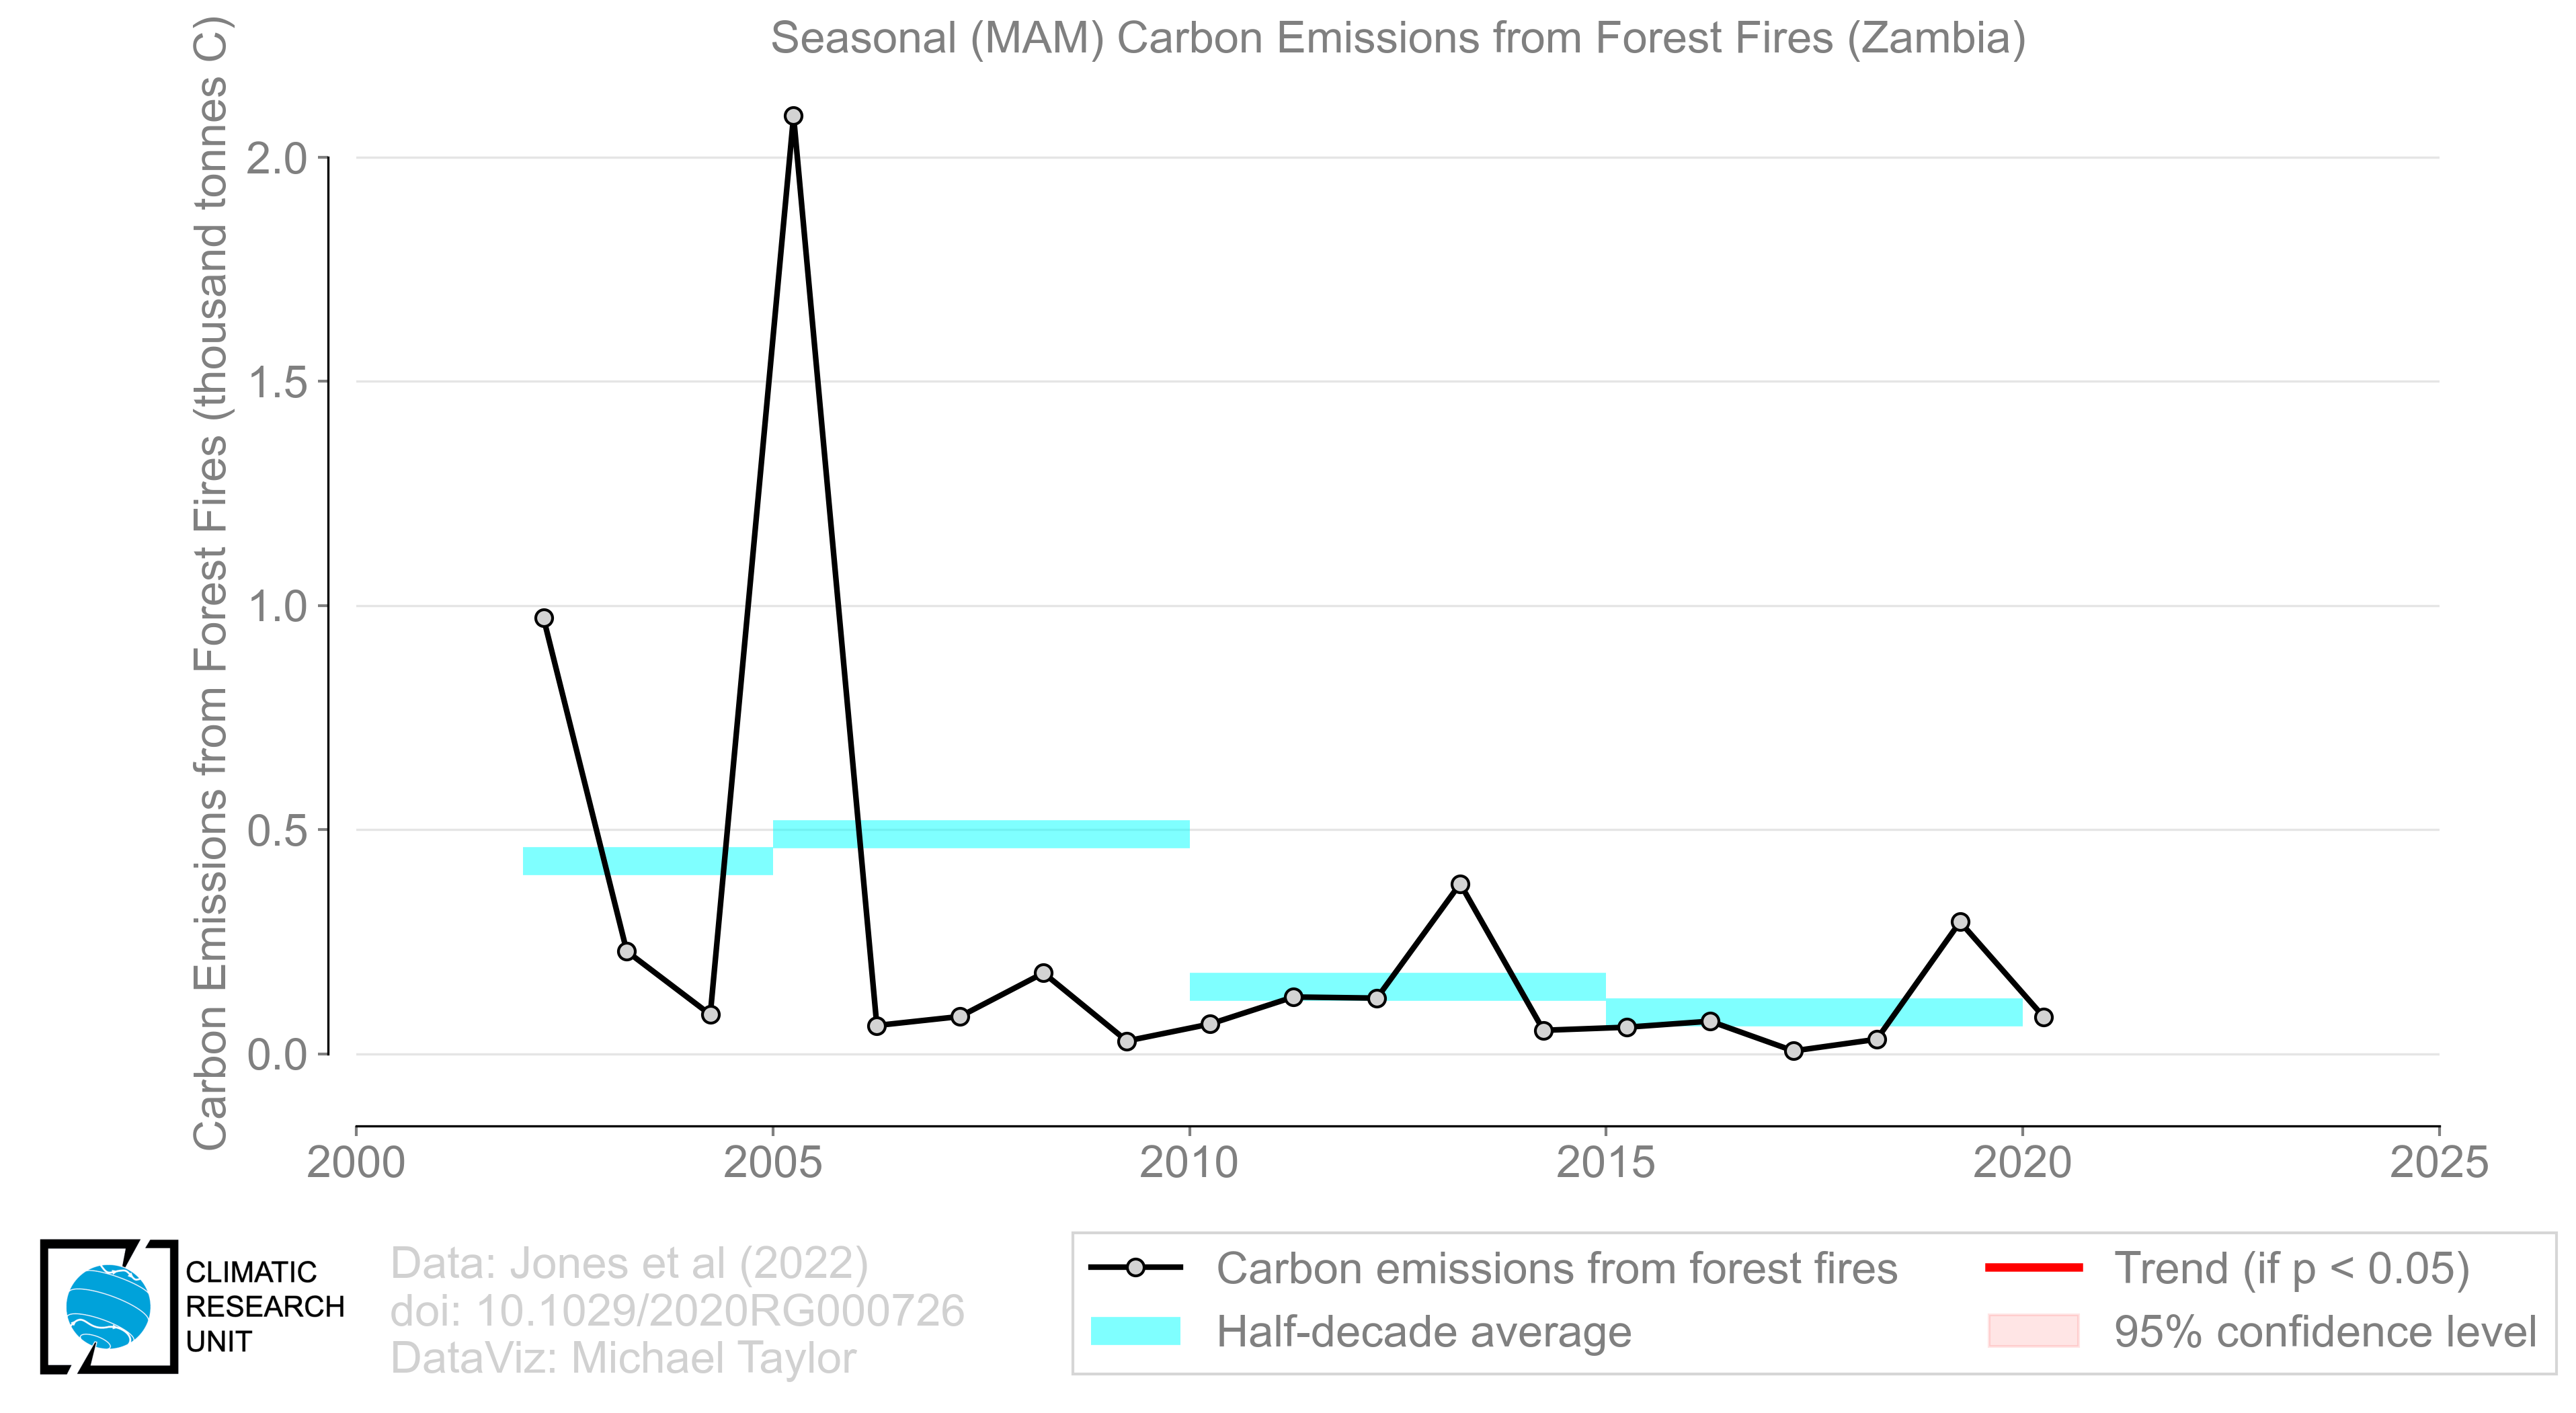 Seasonal (MAM) Carbon Emissions from Forest Fires (Zambia)
Carbon Emissions from Forest Fires (thousand tonnes C)
2.0
1.5
1.0
0.5
0.0
2000 2005 2010 2015 2020 2025
CLIMATIC
RESEARCH
UNIT
Data: Jones et al (2022)
doi: 10.1029/2020RG000726
DataViz: Michael Taylor
Carbon emissions from forest fires
Half-decade average
Trend (if p < 0.05)
95% confidence level